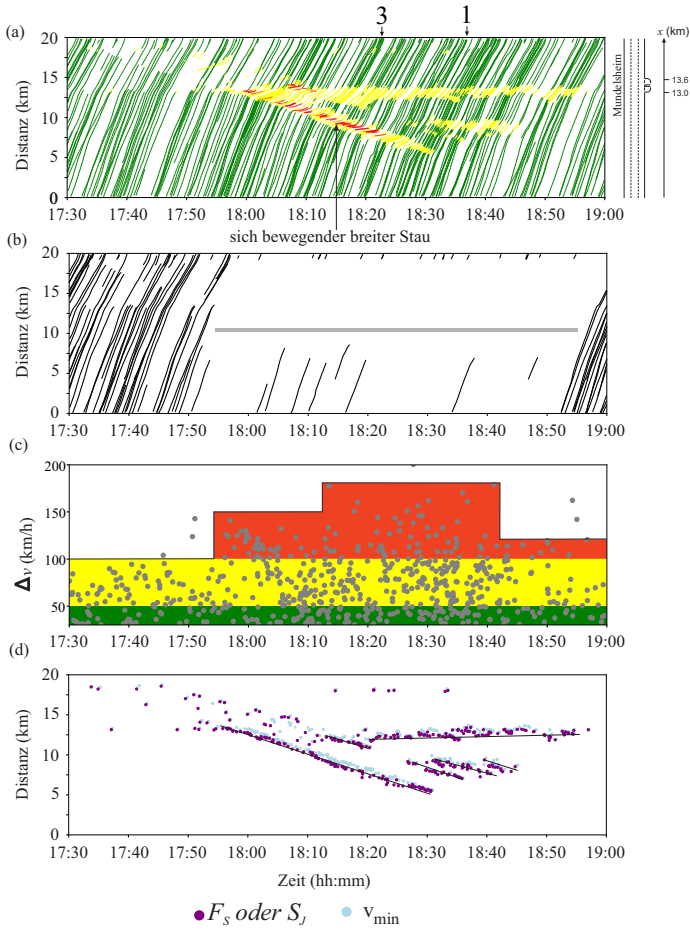 3 1
(a)
20
15
10
5
0
Distanz (km)
17:30 17:40 17:50 18:00 18:10 18:20 18:30 18:40 18:50 19:00
sich bewegender breiter Stau
Mundelsheim
x (km)
13.6
13.0
(b)
20
15
10
5
0
Distanz (km)
17:30 17:40 17:50 18:00 18:10 18:20 18:30 18:40 18:50 19:00
(c)
200
150
100
50
Δv (km/h)
17:30 17:40 17:50 18:00 18:10 18:20 18:30 18:40 18:50 19:00
(d)
20
15
10
5
0
Distanz (km)
17:30 17:40 17:50 18:00 18:10 18:20 18:30 18:40 18:50 19:00
Zeit (hh:mm)
F_S oder S_J v_min